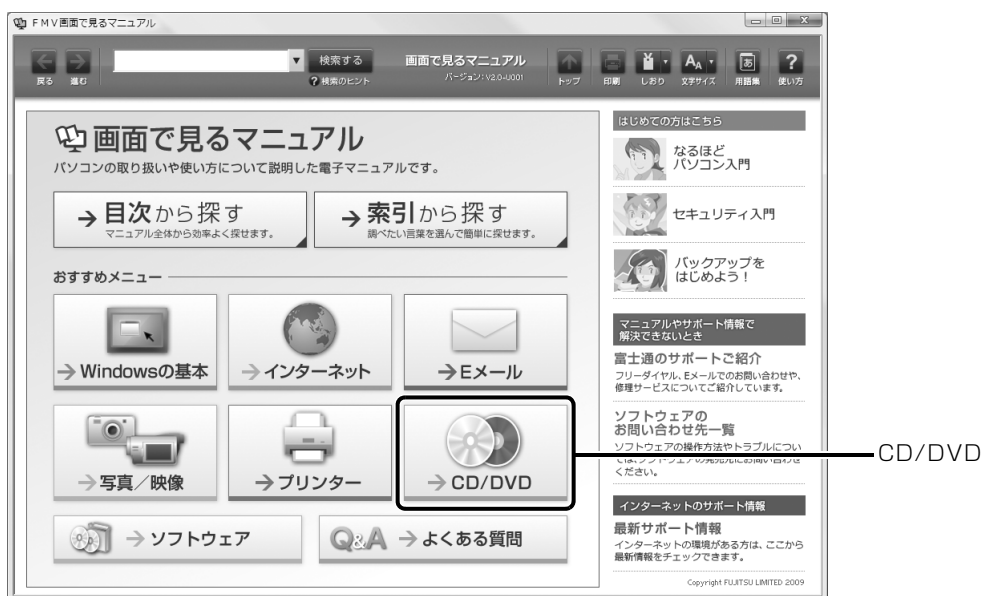 FMV画面で見るマニュアル
戻る 進む
検索する
?検索のヒント
画面で見るマニュアル
バージョン:V2.0-U001
トップ 印刷 しおり 文字サイズ 用語集 使い方
画面で見るマニュアル
パソコンの取り扱いや使い方について説明した電子マニュアルです。
→目次から探す
マニュアル全体から効率よく探せます。
→索引から探す
調べたい言葉を選んで簡単に探せます。
おすすめメニュー
→Windowsの基本
→インターネット
→Eメール
→写真/映像
→プリンター
→CD/DVD
→ソフトウェア
Q&A →よくある質問
はじめての方はこちら
なるほど
パソコン入門
セキュリティ入門
バックアップを
はじめよう!
マニュアルやサポート情報で
解決できないとき
富士通のサポートご紹介
フリーダイヤル、Eメールでのお問い合わせや、
修理サービスについてご紹介しています。
ソフトウェアの
お問い合わせ先一覧
ソフトウェアの操作方法やトラブルについ
ては、ソフトウェアの発売元にお問い合わせ
ください。
インターネットのサポート情報
最新サポート情報
インターネットの環境がある方は、ここから
最新情報をチェックできます。
Copyright FUJITSU LIMITED 2009
CD/DVD